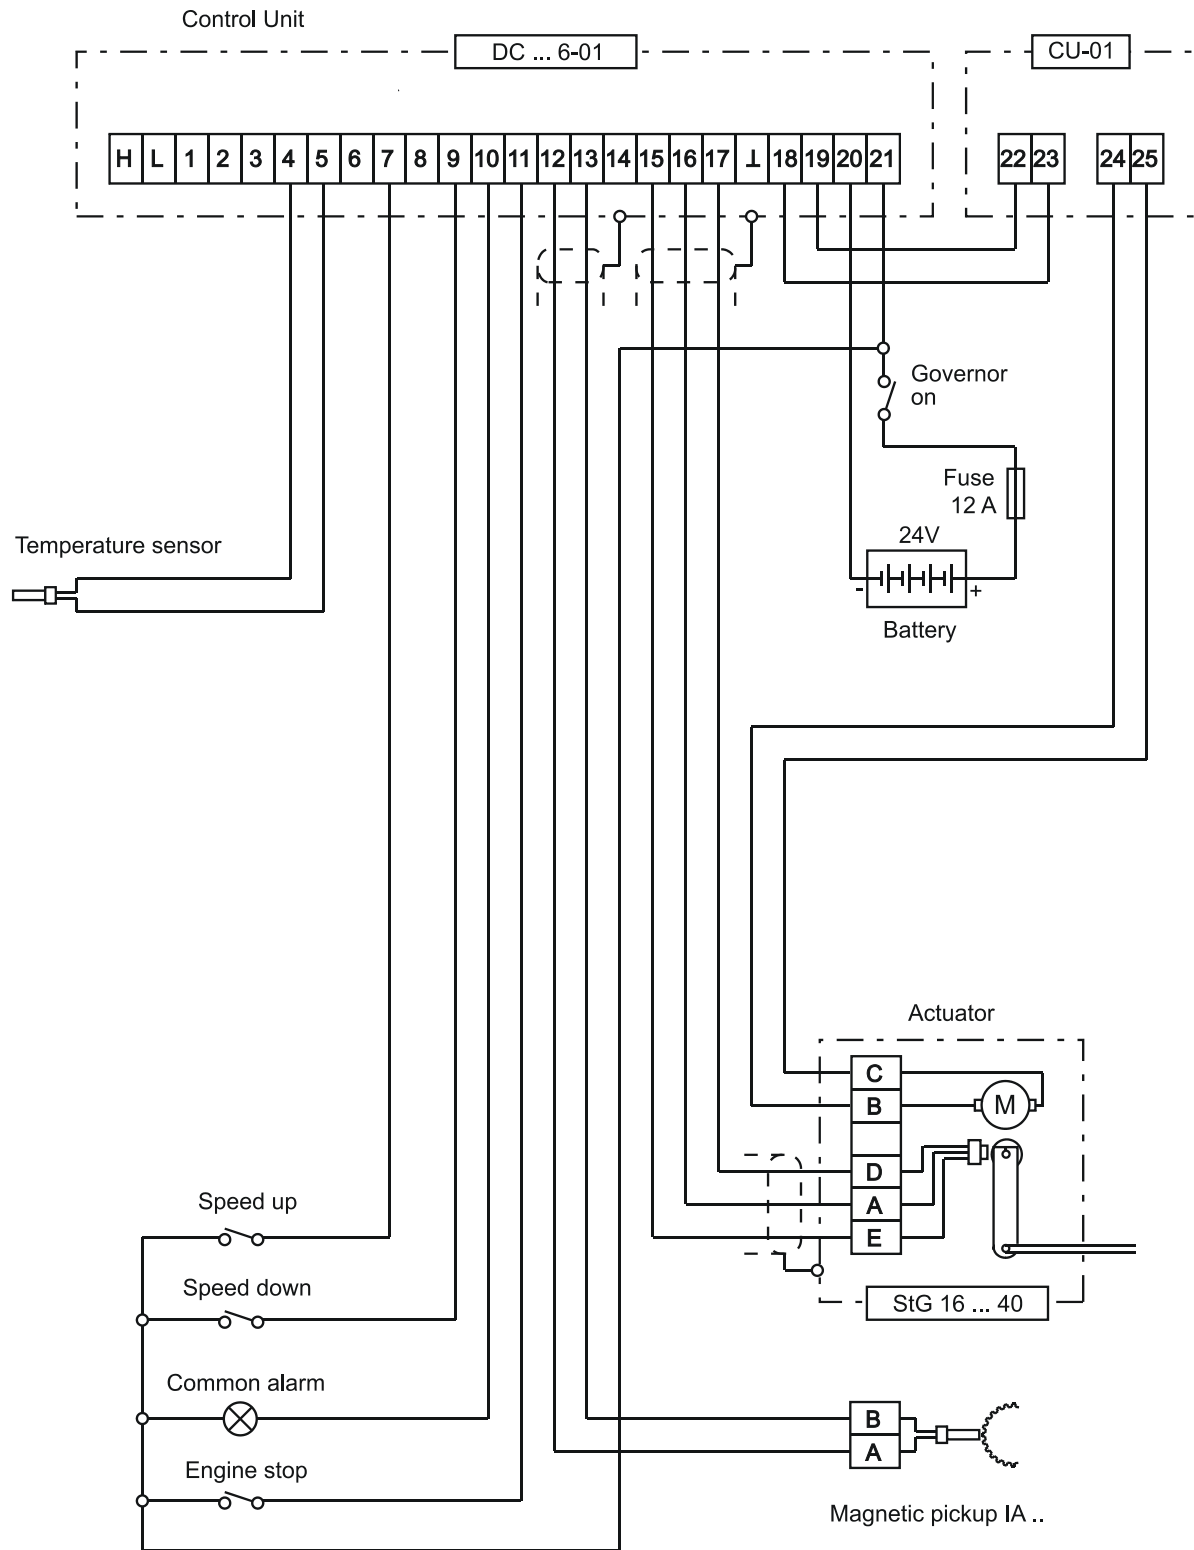 Control Unit
DC ... 6-01
CU-01
H L 1 2 3 4 5 6 7 8 9 10 11 12 13 14 15 16 17 ⊥ 18 19 20 21
22 23 24 25
Governor
on
Fuse
12 A
24V
- +
Battery
Temperature sensor
Actuator
C
B
M
D
A
E
StG 16 ... 40
Speed up
Speed down
Common alarm
Engine stop
B
A
Magnetic pickup IA ..